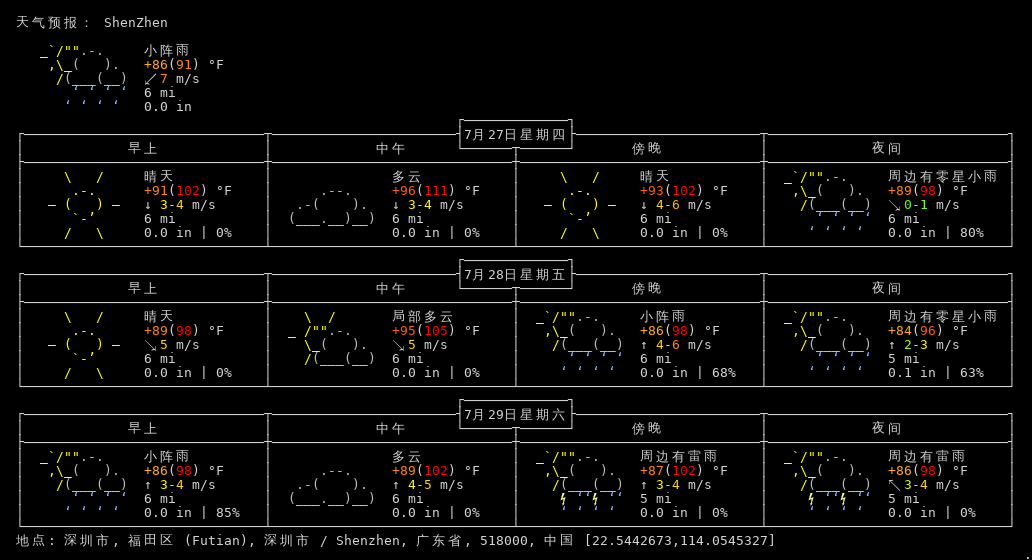 天气预报： ShenZhen
小阵雨
+86(91) °F
↙ 7 m/s
6 mi
0.0 in
7月27日星期四
早上 中午 傍晚 夜间
晴天 多云 晴天 周边有零星小雨
+91(102) °F +96(111) °F +93(102) °F +89(98) °F
↓ 3-4 m/s ↓ 3-4 m/s ↓ 4-6 m/s ↘ 0-1 m/s
6 mi 6 mi 6 mi 6 mi
0.0 in | 0% 0.0 in | 0% 0.0 in | 0% 0.0 in | 80%
7月28日星期五
早上 中午 傍晚 夜间
晴天 局部多云 小阵雨 周边有零星小雨
+89(98) °F +95(105) °F +86(98) °F +84(96) °F
↘ 5 m/s ↘ 5 m/s ↑ 4-6 m/s ↑ 2-3 m/s
6 mi 6 mi 6 mi 5 mi
0.0 in | 0% 0.0 in | 0% 0.0 in | 68% 0.1 in | 63%
7月29日星期六
早上 中午 傍晚 夜间
小阵雨 多云 周边有雷雨 周边有雷雨
+86(98) °F +89(102) °F +87(102) °F +86(98) °F
↑ 3-4 m/s ↑ 4-5 m/s ↑ 3-4 m/s ↖ 3-4 m/s
6 mi 6 mi 5 mi 5 mi
0.0 in | 85% 0.0 in | 0% 0.0 in | 0% 0.0 in | 0%
地点: 深圳市, 福田区 (Futian), 深圳市 / Shenzhen, 广东省, 518000, 中国 [22.5442673,114.0545327]